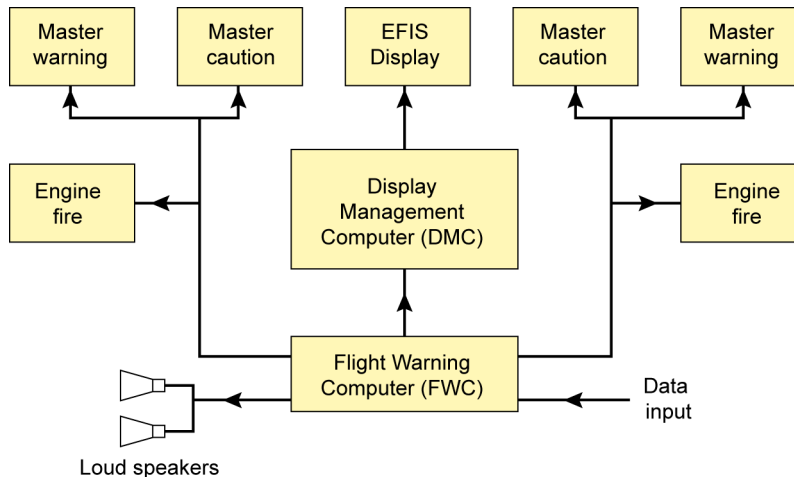 Master
warning
Master
caution
EFIS
Display
Master
caution
Master
warning
Engine
fire
Display
Management
Computer (DMC)
Engine
fire
Flight Warning
Computer (FWC)
Data
input
Loud speakers